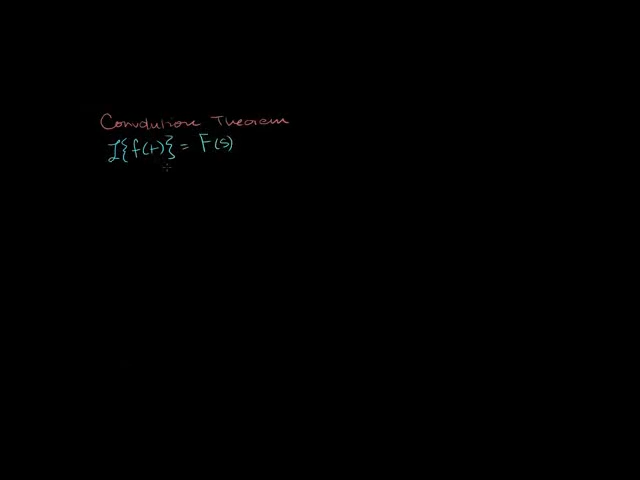 Convolution Theorem
ℒ{f(t)} = F(s)